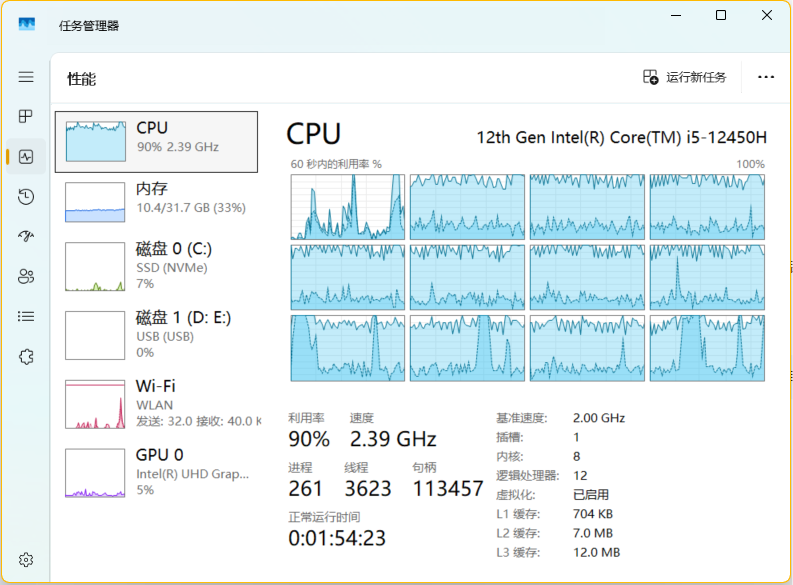 任务管理器
性能
运行新任务
CPU
90% 2.39 GHz
内存
10.4/31.7 GB (33%)
磁盘 0 (C:)
SSD (NVMe)
7%
磁盘 1 (D: E:)
USB (USB)
0%
Wi-Fi
WLAN
发送: 32.0 接收: 40.0 K
GPU 0
Intel(R) UHD Grap...
5%
CPU
12th Gen Intel(R) Core(TM) i5-12450H
60 秒内的利用率 %
100%
利用率
速度
90%
2.39 GHz
进程
线程
句柄
261
3623
113457
正常运行时间
0:01:54:23
基准速度:
2.00 GHz
插槽:
1
内核:
8
逻辑处理器:
12
虚拟化:
已启用
L1 缓存:
704 KB
L2 缓存:
7.0 MB
L3 缓存:
12.0 MB